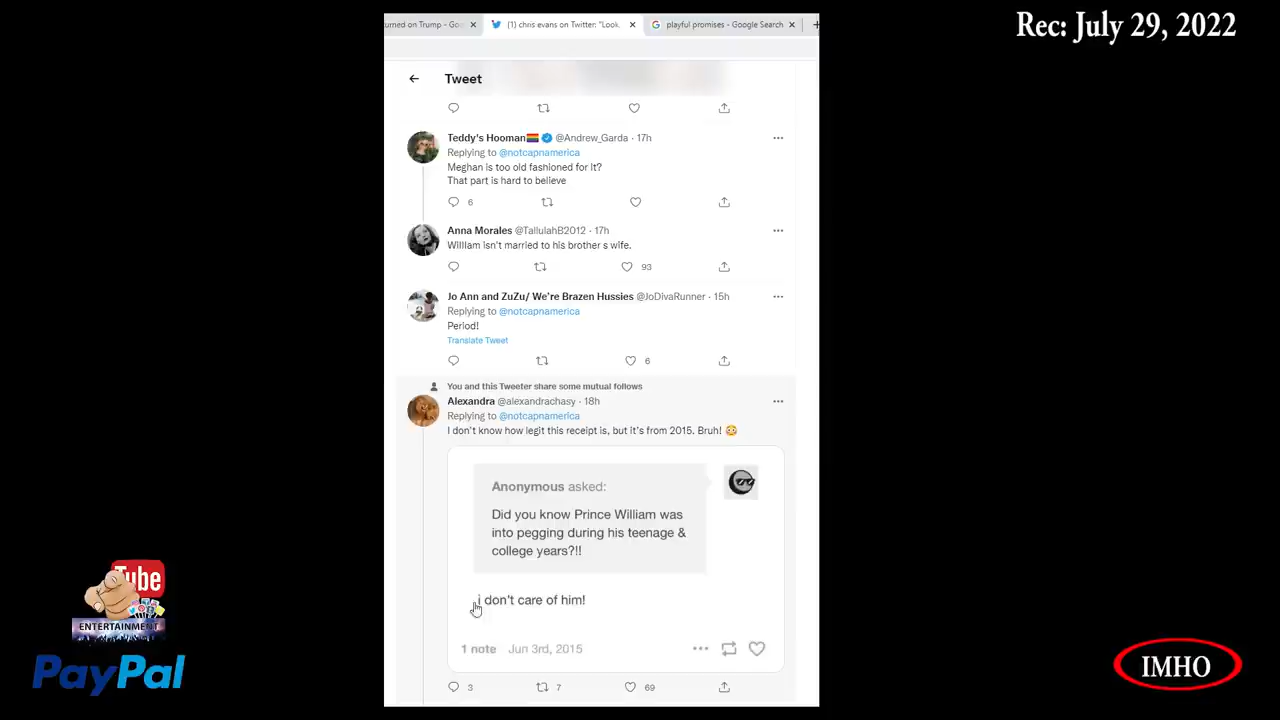 Rec: July 29, 2022
urned on Trump - Goo
(1) chris evans on Twitter: "Look.
playful promises - Google Search
Tweet
Teddy's Hooman @Andrew_Garda · 17h
Replying to @notcapnamerica
Meghan is too old fashioned for it?
That part is hard to believe
6
Anna Morales @TallulahB2012 · 17h
William isn't married to his brother s wife.
93
Jo Ann and ZuZu/ We're Brazen Hussies @JoDivaRunner · 15h
Replying to @notcapnamerica
Period!
Translate Tweet
6
You and this Tweeter share some mutual follows
Alexandra @alexandrachasy · 18h
Replying to @notcapnamerica
I don't know how legit this receipt is, but it's from 2015. Bruh! 😳
Anonymous asked:
Did you know Prince William was
into pegging during his teenage &
college years?!!
i don't care of him!
1 note Jun 3rd, 2015
3 7 69
Tube
ENTERTAINMENT
PayPal
IMHO